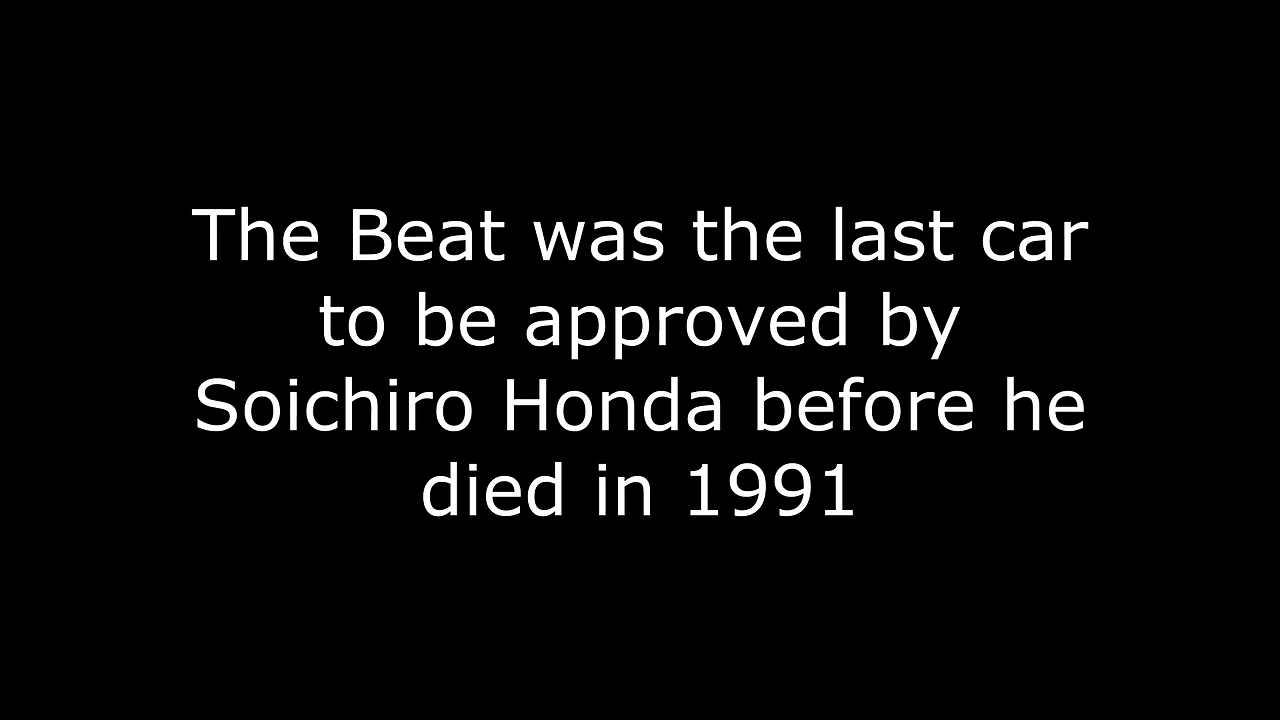 The Beat was the last car
to be approved by
Soichiro Honda before he
died in 1991